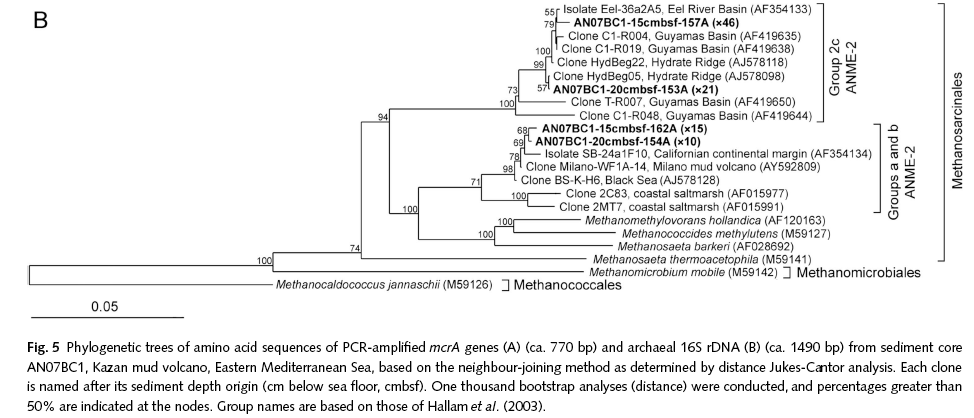 B
55
Isolate Eel-36a2A5, Eel River Basin (AF354133)
79
AN07BC1-15cmbsf-157A (×46)
Clone C1-R004, Guyamas Basin (AF419635)
100
Clone C1-R019, Guyamas Basin (AF419638)
99
Clone HydBeg22, Hydrate Ridge (AJ578118)
Clone HydBeg05, Hydrate Ridge (AJ578098)
57
AN07BC1-20cmbsf-153A (×21)
73
Clone T-R007, Guyamas Basin (AF419650)
100
Clone C1-R048, Guyamas Basin (AF419644)
Group 2c
ANME-2
94
68
AN07BC1-15cmbsf-162A (×15)
69
AN07BC1-20cmbsf-154A (×10)
78
Isolate SB-24a1F10, Californian continental margin (AF354134)
98
Clone Milano-WF1A-14, Milano mud volcano (AY592809)
71
Clone BS-K-H6, Black Sea (AJ578128)
100
Clone 2C83, coastal saltmarsh (AF015977)
100
Clone 2MT7, coastal saltmarsh (AF015991)
Groups a and b
ANME-2
100
Methanomethylovorans hollandica (AF120163)
100
Methanococcides methylutens (M59127)
Methanosaeta barkeri (AF028692)
74
Methanosaeta thermoacetophila (M59141)
Methanosarcinales
100
Methanomicrobium mobile (M59142) Methanomicrobiales
Methanocaldococcus jannaschii (M59126) Methanococcales
0.05
Fig. 5 Phylogenetic trees of amino acid sequences of PCR-amplified mcrA genes (A) (ca. 770 bp) and archaeal 16S rDNA (B) (ca. 1490 bp) from sediment core
AN07BC1, Kazan mud volcano, Eastern Mediterranean Sea, based on the neighbour-joining method as determined by distance Jukes-Cantor analysis. Each clone
is named after its sediment depth origin (cm below sea floor, cmbsf). One thousand bootstrap analyses (distance) were conducted, and percentages greater than
50% are indicated at the nodes. Group names are based on those of Hallam et al. (2003).